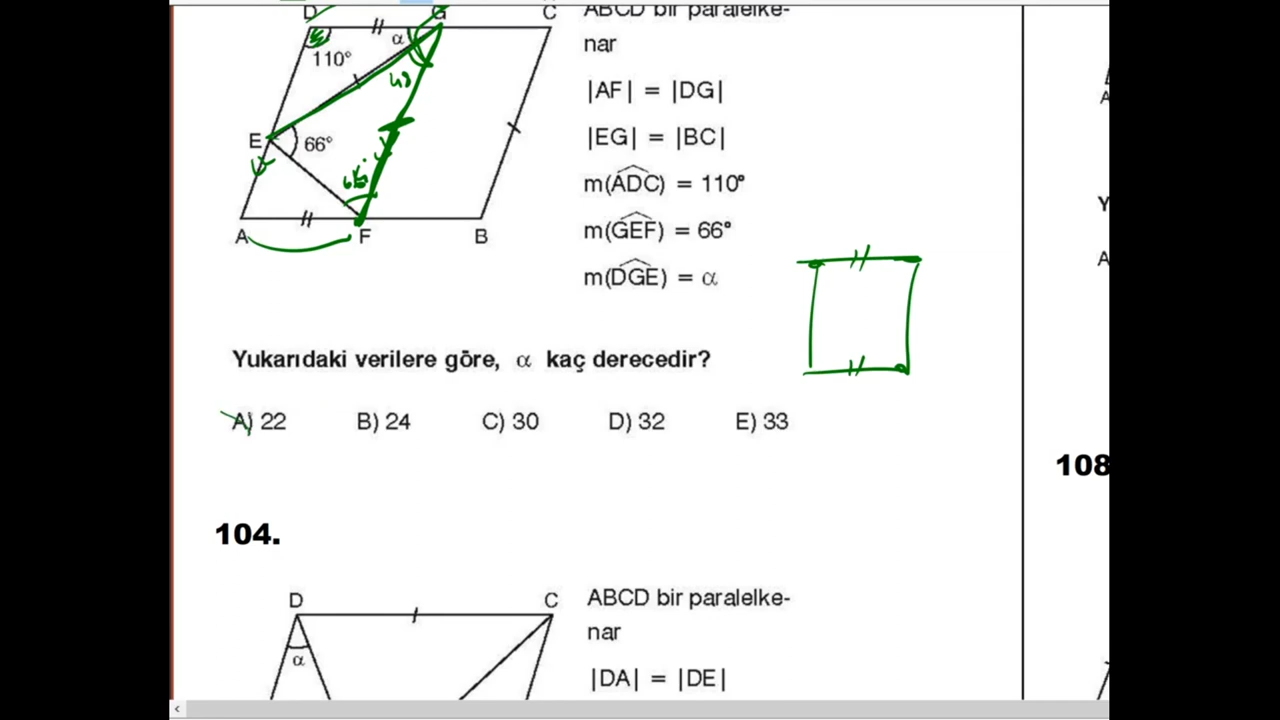 D G C
ABCD bir paralelke-
nar
110°
α
|AF| = |DG|
48
|EG| = |BC|
E 66°
m(ADC) = 110°
m(GEF) = 66°
A F B
m(DGE) = α
Yukarıdaki verilere göre, α kaç derecedir?
A) 22 B) 24 C) 30 D) 32 E) 33
108
104.
D C
ABCD bir paralelke-
nar
α
|DA| = |DE|
Y
A